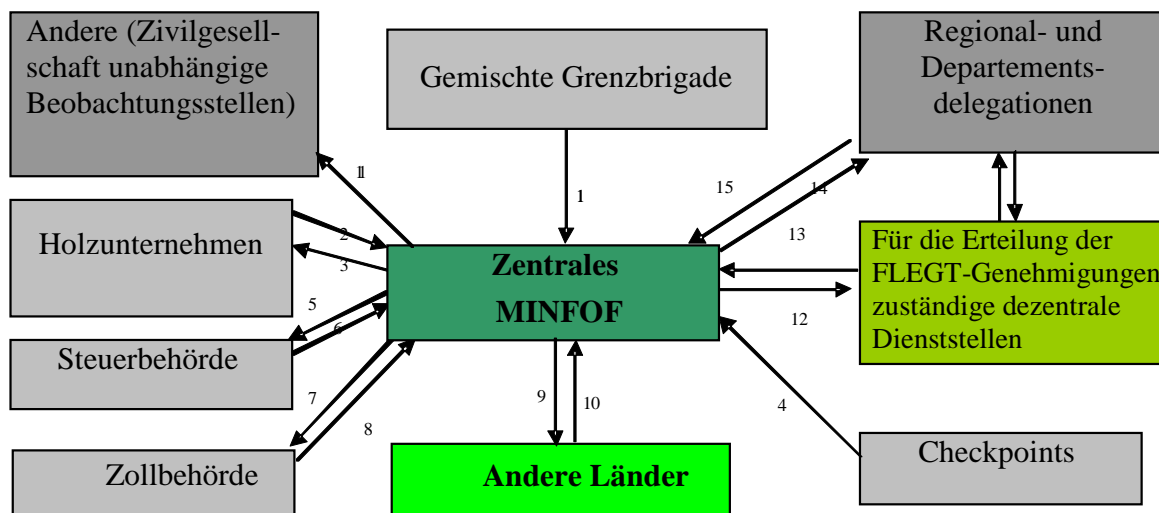 Andere (Zivilgesell-
schaft unabhängige
Beobachtungsstellen)
Gemischte Grenzbrigade
Regional- und
Departements-
delegationen
11
1
15
14
Holzunternehmen
2
3
13
Zentrales
MINFOF
Für die Erteilung der
FLEGT-Genehmigungen
zuständige dezentrale
Dienststellen
5
6
12
Steuerbehörde
7
8
9
10
4
Zollbehörde
Andere Länder
Checkpoints